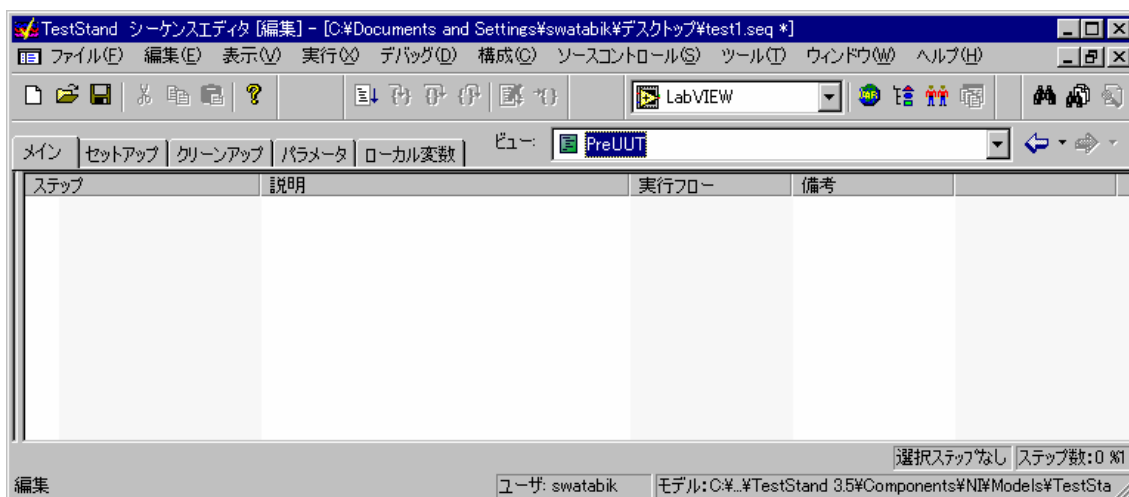 TestStand シーケンスエディタ [編集] - [C:¥Documents and Settings¥swatabik¥デスクトップ¥test1.seq *]
ファイル(F) 編集(E) 表示(V) 実行(X) デバッグ(D) 構成(C) ソースコントロール(S) ツール(T) ウィンドウ(W) ヘルプ(H)
LabVIEW
メイン セットアップ クリーンアップ パラメータ ローカル変数 ビュー: PreUUT
ステップ 説明 実行フロー 備考
選択ステップなし ステップ数:0
編集 ユーザ: swatabik モデル:C:¥...¥TestStand 3.5¥Components¥NI¥Models¥TestSta